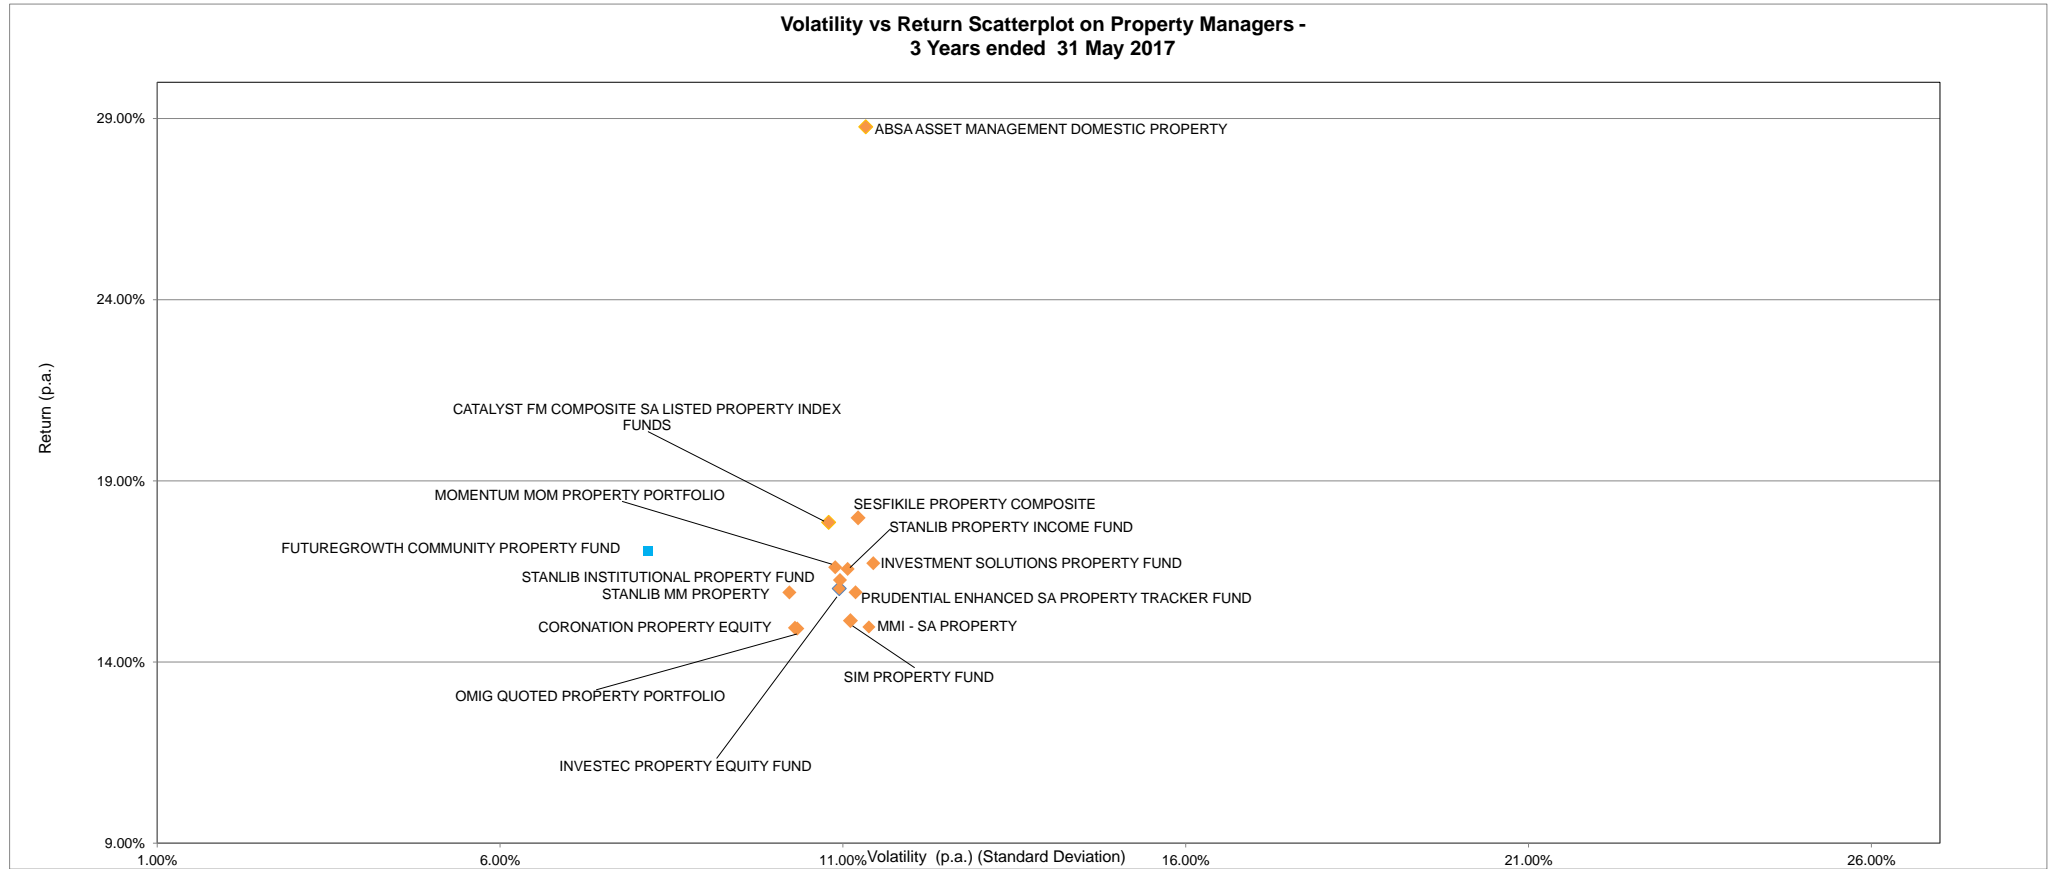 Volatility vs Return Scatterplot on Property Managers -
3 Years ended 31 May 2017
29.00%
ABSA ASSET MANAGEMENT DOMESTIC PROPERTY
24.00%
Return (p.a.)
CATALYST FM COMPOSITE SA LISTED PROPERTY INDEX
FUNDS
19.00%
MOMENTUM MOM PROPERTY PORTFOLIO
SESFIKILE PROPERTY COMPOSITE
STANLIB PROPERTY INCOME FUND
FUTUREGROWTH COMMUNITY PROPERTY FUND
INVESTMENT SOLUTIONS PROPERTY FUND
STANLIB INSTITUTIONAL PROPERTY FUND
STANLIB MM PROPERTY
PRUDENTIAL ENHANCED SA PROPERTY TRACKER FUND
CORONATION PROPERTY EQUITY
MMI - SA PROPERTY
14.00%
SIM PROPERTY FUND
OMIG QUOTED PROPERTY PORTFOLIO
INVESTEC PROPERTY EQUITY FUND
9.00%
1.00%
6.00%
11.00%
Volatility (p.a.) (Standard Deviation)
16.00%
21.00%
26.00%